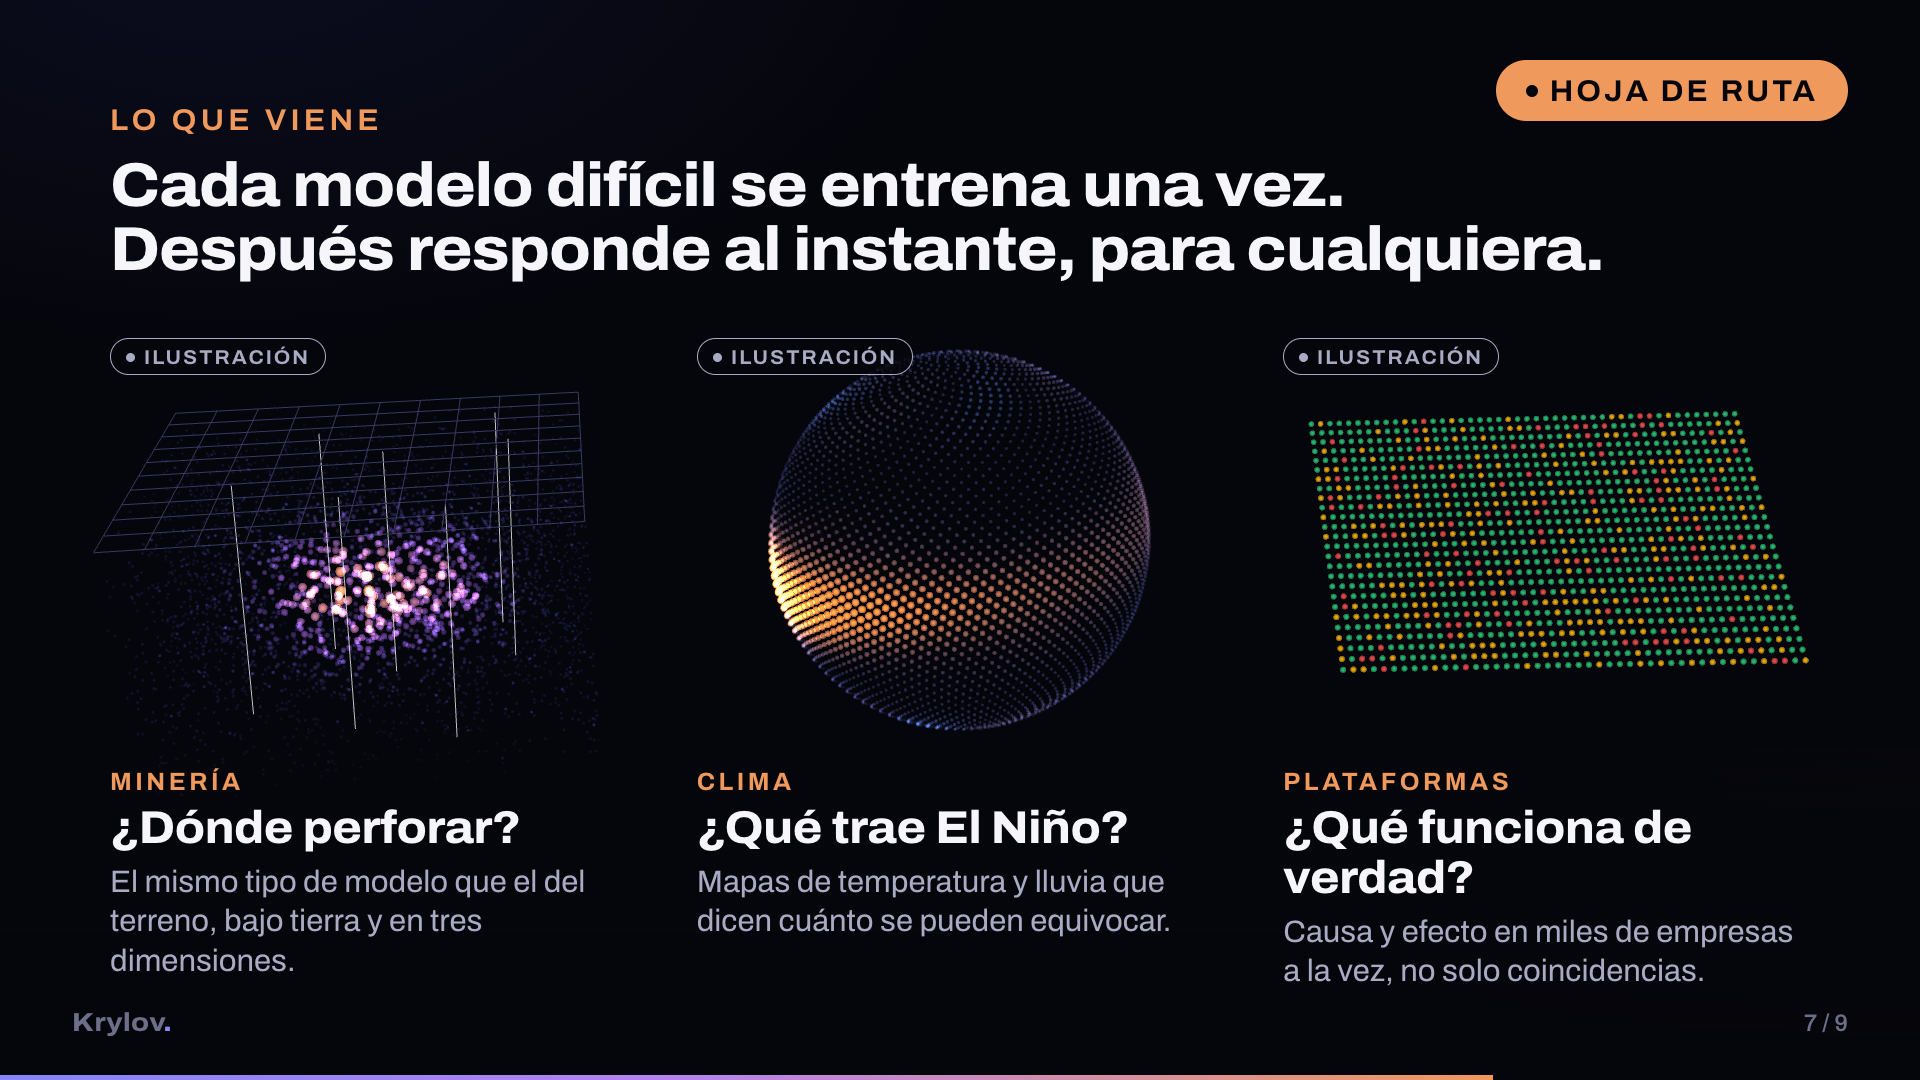 HOJA DE RUTA
LO QUE VIENE
Cada modelo difícil se entrena una vez.
Después responde al instante, para cualquiera.
ILUSTRACIÓN
ILUSTRACIÓN
ILUSTRACIÓN
MINERÍA
¿Dónde perforar?
El mismo tipo de modelo que el del
terreno, bajo tierra y en tres
dimensiones.
CLIMA
¿Qué trae El Niño?
Mapas de temperatura y lluvia que
dicen cuánto se pueden equivocar.
PLATAFORMAS
¿Qué funciona de
verdad?
Causa y efecto en miles de empresas
a la vez, no solo coincidencias.
Krylov.
7 / 9